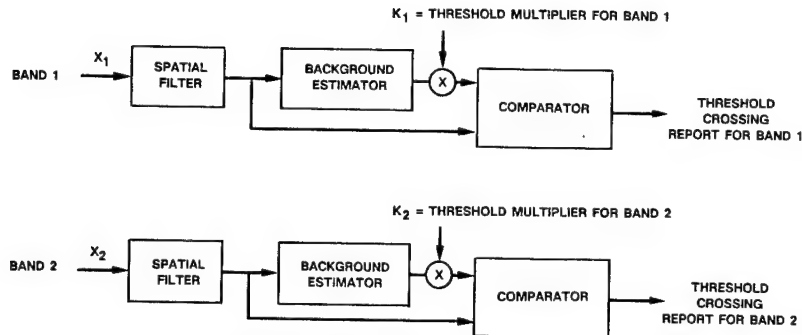 K1 = THRESHOLD MULTIPLIER FOR BAND 1
BAND 1
X1
SPATIAL
FILTER
BACKGROUND
ESTIMATOR
X
COMPARATOR
THRESHOLD
CROSSING
REPORT FOR BAND 1
K2 = THRESHOLD MULTIPLIER FOR BAND 2
BAND 2
X2
SPATIAL
FILTER
BACKGROUND
ESTIMATOR
X
COMPARATOR
THRESHOLD
CROSSING
REPORT FOR BAND 2